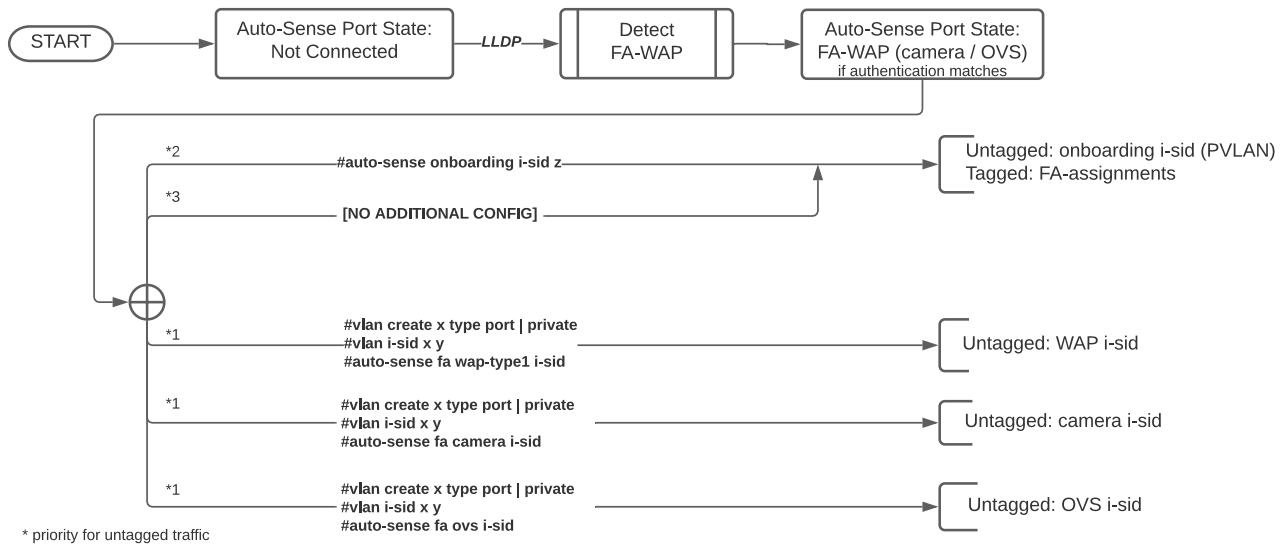 START
Auto-Sense Port State:
Not Connected
LLDP
Detect
FA-WAP
Auto-Sense Port State:
FA-WAP (camera / OVS)
if authentication matches
*2
#auto-sense onboarding i-sid z
Untagged: onboarding i-sid (PVLAN)
Tagged: FA-assignments
*3
[NO ADDITIONAL CONFIG]
*1
#vlan create x type port | private
#vlan i-sid x y
#auto-sense fa wap-type1 i-sid
Untagged: WAP i-sid
*1
#vlan create x type port | private
#vlan i-sid x y
#auto-sense fa camera i-sid
Untagged: camera i-sid
*1
#vlan create x type port | private
#vlan i-sid x y
#auto-sense fa ovs i-sid
Untagged: OVS i-sid
* priority for untagged traffic